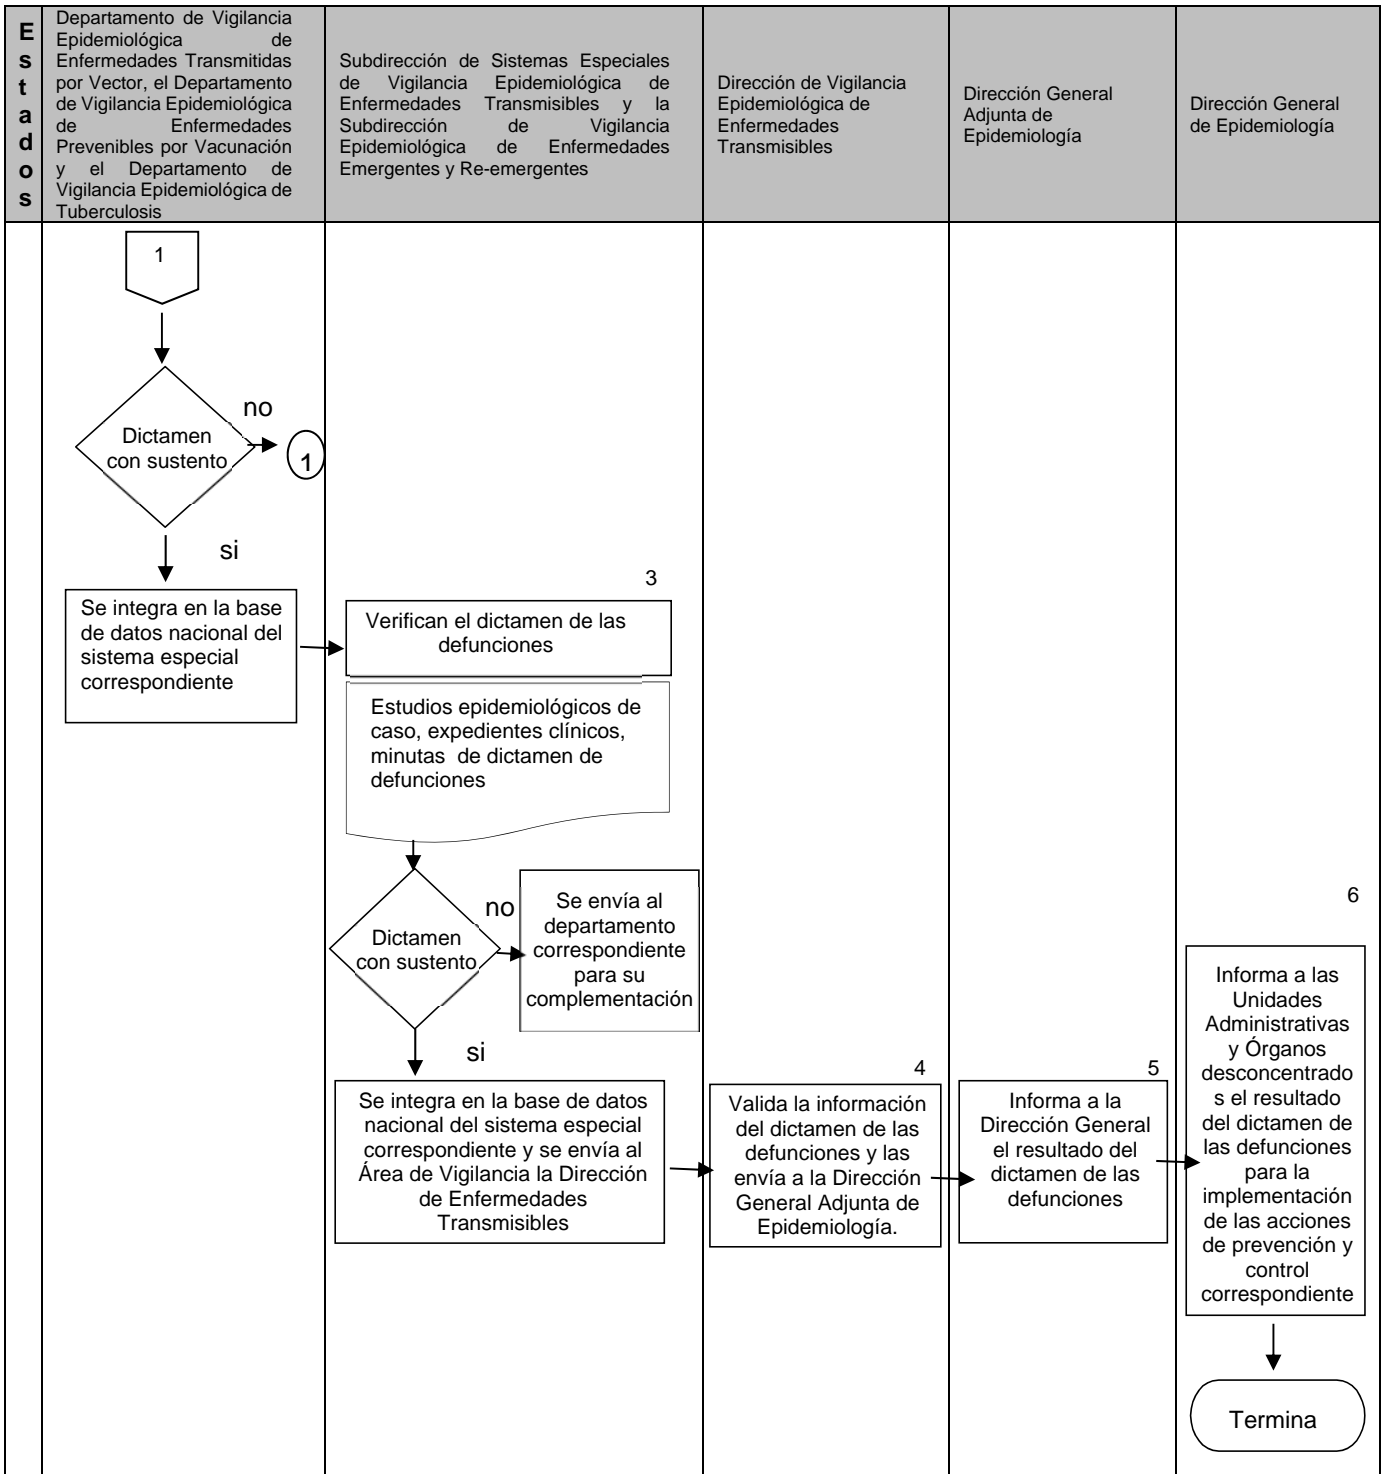 E
s
t
a
d
o
s
Departamento de Vigilancia
Epidemiológica de
Enfermedades Transmitidas
por Vector, el Departamento
de Vigilancia Epidemiológica
de Enfermedades
Prevenibles por Vacunación
y el Departamento de
Vigilancia Epidemiológica de
Tuberculosis
Subdirección de Sistemas Especiales
de Vigilancia Epidemiológica de
Enfermedades Transmisibles y la
Subdirección de Vigilancia
Epidemiológica de Enfermedades
Emergentes y Re-emergentes
Dirección de Vigilancia
Epidemiológica de
Enfermedades
Transmisibles
Dirección General
Adjunta de
Epidemiología
Dirección General
de Epidemiología
1
Dictamen
con sustento
no
1
si
Se integra en la base
de datos nacional del
sistema especial
correspondiente
3
Verifican el dictamen de las
defunciones
Estudios epidemiológicos de
caso, expedientes clínicos,
minutas de dictamen de
defunciones
Dictamen
con sustento
no
Se envía al
departamento
correspondiente
para su
complementación
si
Se integra en la base de datos
nacional del sistema especial
correspondiente y se envía al
Área de Vigilancia la Dirección
de Enfermedades
Transmisibles
4
Valida la información
del dictamen de las
defunciones y las
envía a la Dirección
General Adjunta de
Epidemiología.
5
Informa a la
Dirección General
el resultado del
dictamen de las
defunciones
6
Informa a las
Unidades
Administrativas
y Órganos
desconcentrado
s el resultado
del dictamen de
las defunciones
para la
implementación
de las acciones
de prevención y
control
correspondiente
Termina